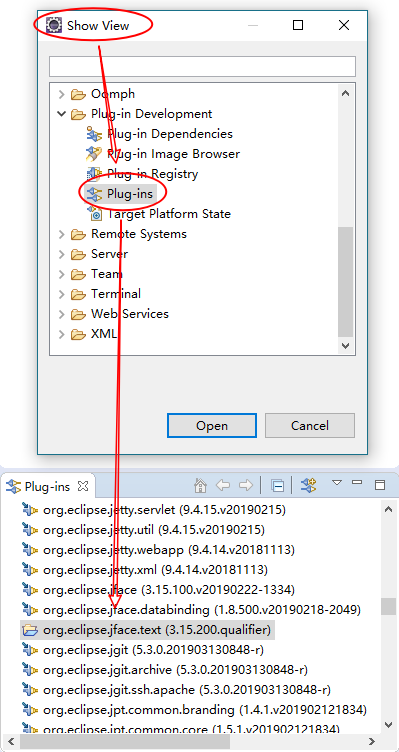 Show View
Oomph
Plug-in Development
Plug-in Dependencies
Plug-in Image Browser
Plug-in Registry
Plug-ins
Target Platform State
Remote Systems
Server
Team
Terminal
Web Services
XML
Open Cancel
Plug-ins
org.eclipse.jetty.servlet (9.4.15.v20190215)
org.eclipse.jetty.util (9.4.15.v20190215)
org.eclipse.jetty.webapp (9.4.14.v20181113)
org.eclipse.jetty.xml (9.4.14.v20181113)
org.eclipse.jface (3.15.100.v20190222-1334)
org.eclipse.jface.databinding (1.8.500.v20190218-2049)
org.eclipse.jface.text (3.15.200.qualifier)
org.eclipse.jgit (5.3.0.201903130848-r)
org.eclipse.jgit.archive (5.3.0.201903130848-r)
org.eclipse.jgit.ssh.apache (5.3.0.201903130848-r)
org.eclipse.jpt.common.branding (1.4.1.v201902121834)
org.eclipse.jpt.common.core (1.5.1.v201902121834)